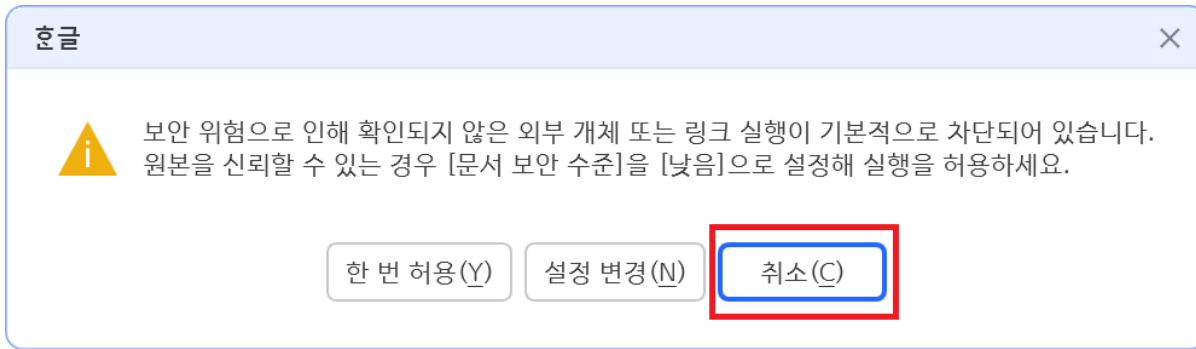 한글
보안 위험으로 인해 확인되지 않은 외부 개체 또는 링크 실행이 기본적으로 차단되어 있습니다.
원본을 신뢰할 수 있는 경우 [문서 보안 수준]을 [낮음]으로 설정해 실행을 허용하세요.
한 번 허용(Y) 설정 변경(N) 취소(C)